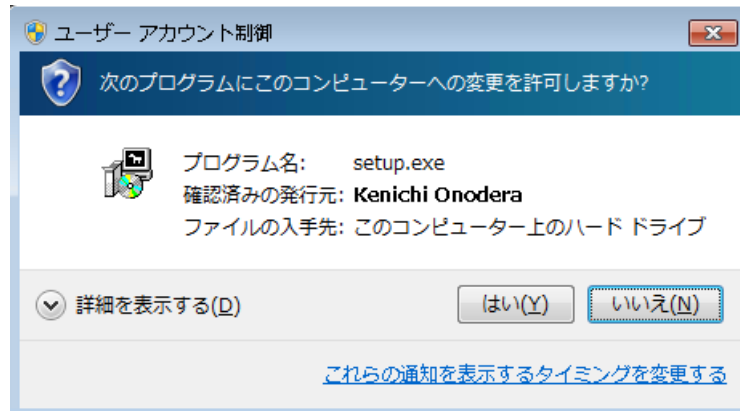 ユーザー アカウント制御
次のプログラムにこのコンピューターへの変更を許可しますか?
プログラム名: setup.exe
確認済みの発行元: Kenichi Onodera
ファイルの入手先: このコンピューター上のハード ドライブ
詳細を表示する(D) はい(Y) いいえ(N)
これらの通知を表示するタイミングを変更する